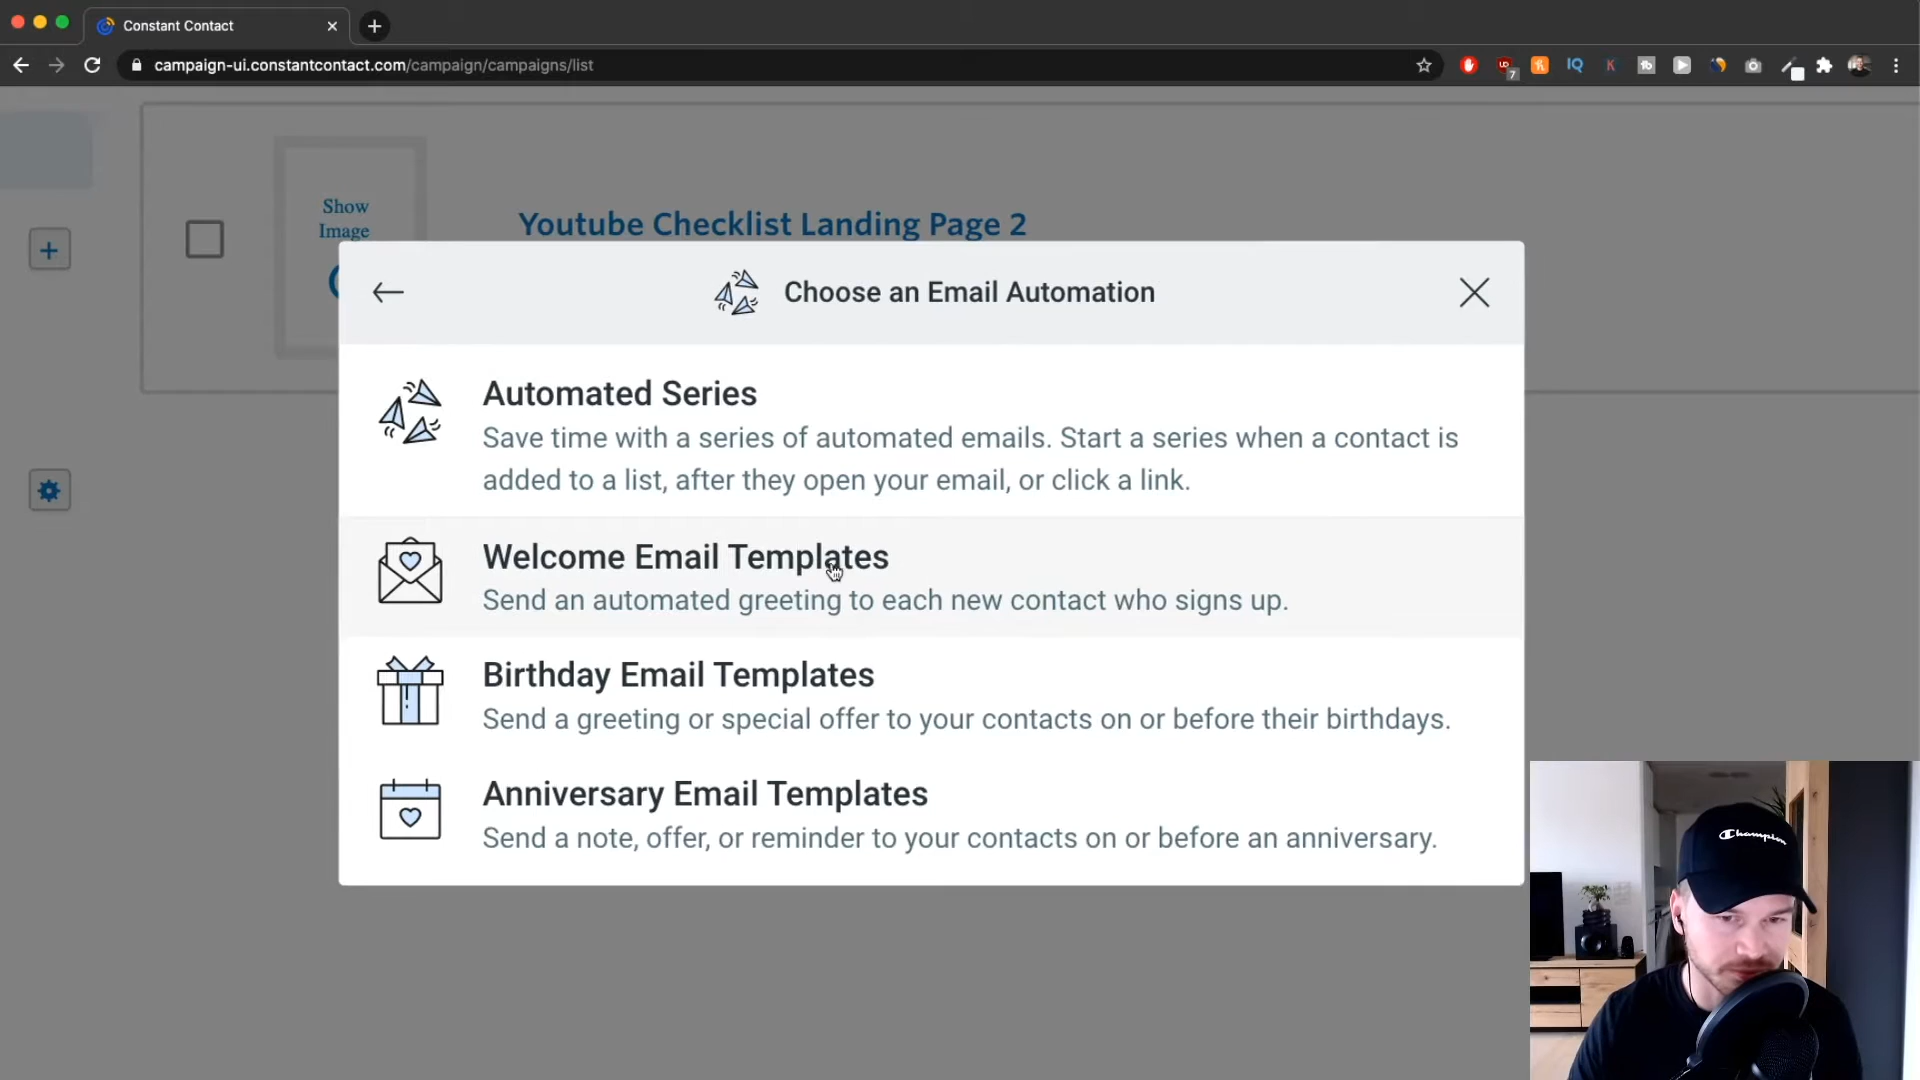 Constant Contact
campaign-ui.constantcontact.com/campaign/campaigns/list
7
IQ
K
Show
Image
Youtube Checklist Landing Page 2
Choose an Email Automation
Automated Series
Save time with a series of automated emails. Start a series when a contact is
added to a list, after they open your email, or click a link.
Welcome Email Templates
Send an automated greeting to each new contact who signs up.
Birthday Email Templates
Send a greeting or special offer to your contacts on or before their birthdays.
Anniversary Email Templates
Send a note, offer, or reminder to your contacts on or before an anniversary.
Champion